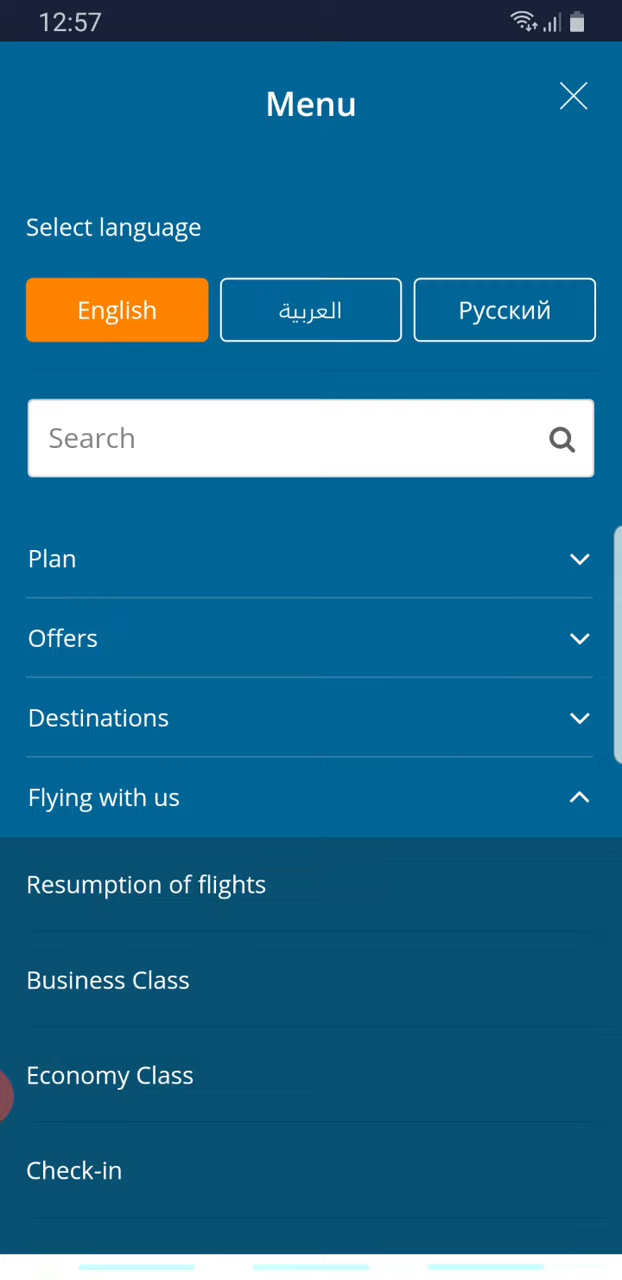 12:57
Menu
Select language
English
العربية
Русский
Search
Plan
Offers
Destinations
Flying with us
Resumption of flights
Business Class
Economy Class
Check-in